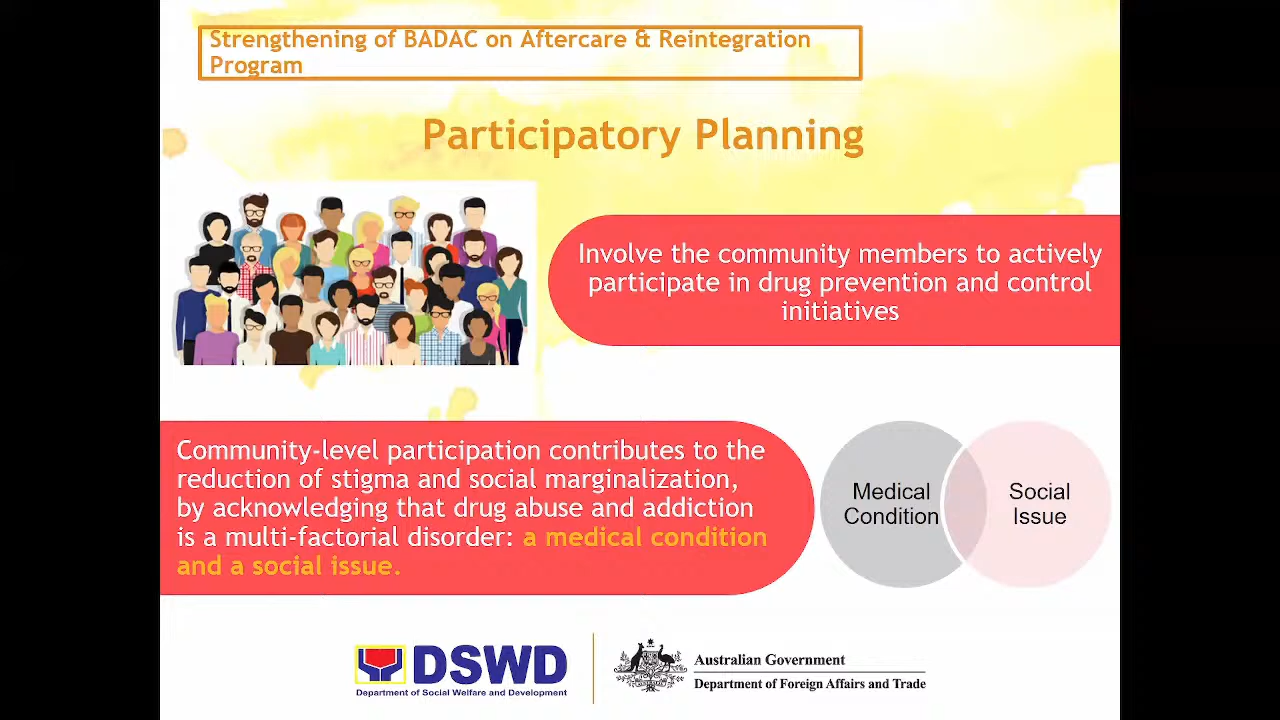 Strengthening of BADAC on Aftercare & Reintegration
Program
Participatory Planning
Involve the community members to actively
participate in drug prevention and control
initiatives
Community-level participation contributes to the
reduction of stigma and social marginalization,
by acknowledging that drug abuse and addiction
is a multi-factorial disorder: a medical condition
and a social issue.
Medical
Condition
Social
Issue
DSWD
Department of Social Welfare and Development
Australian Government
Department of Foreign Affairs and Trade